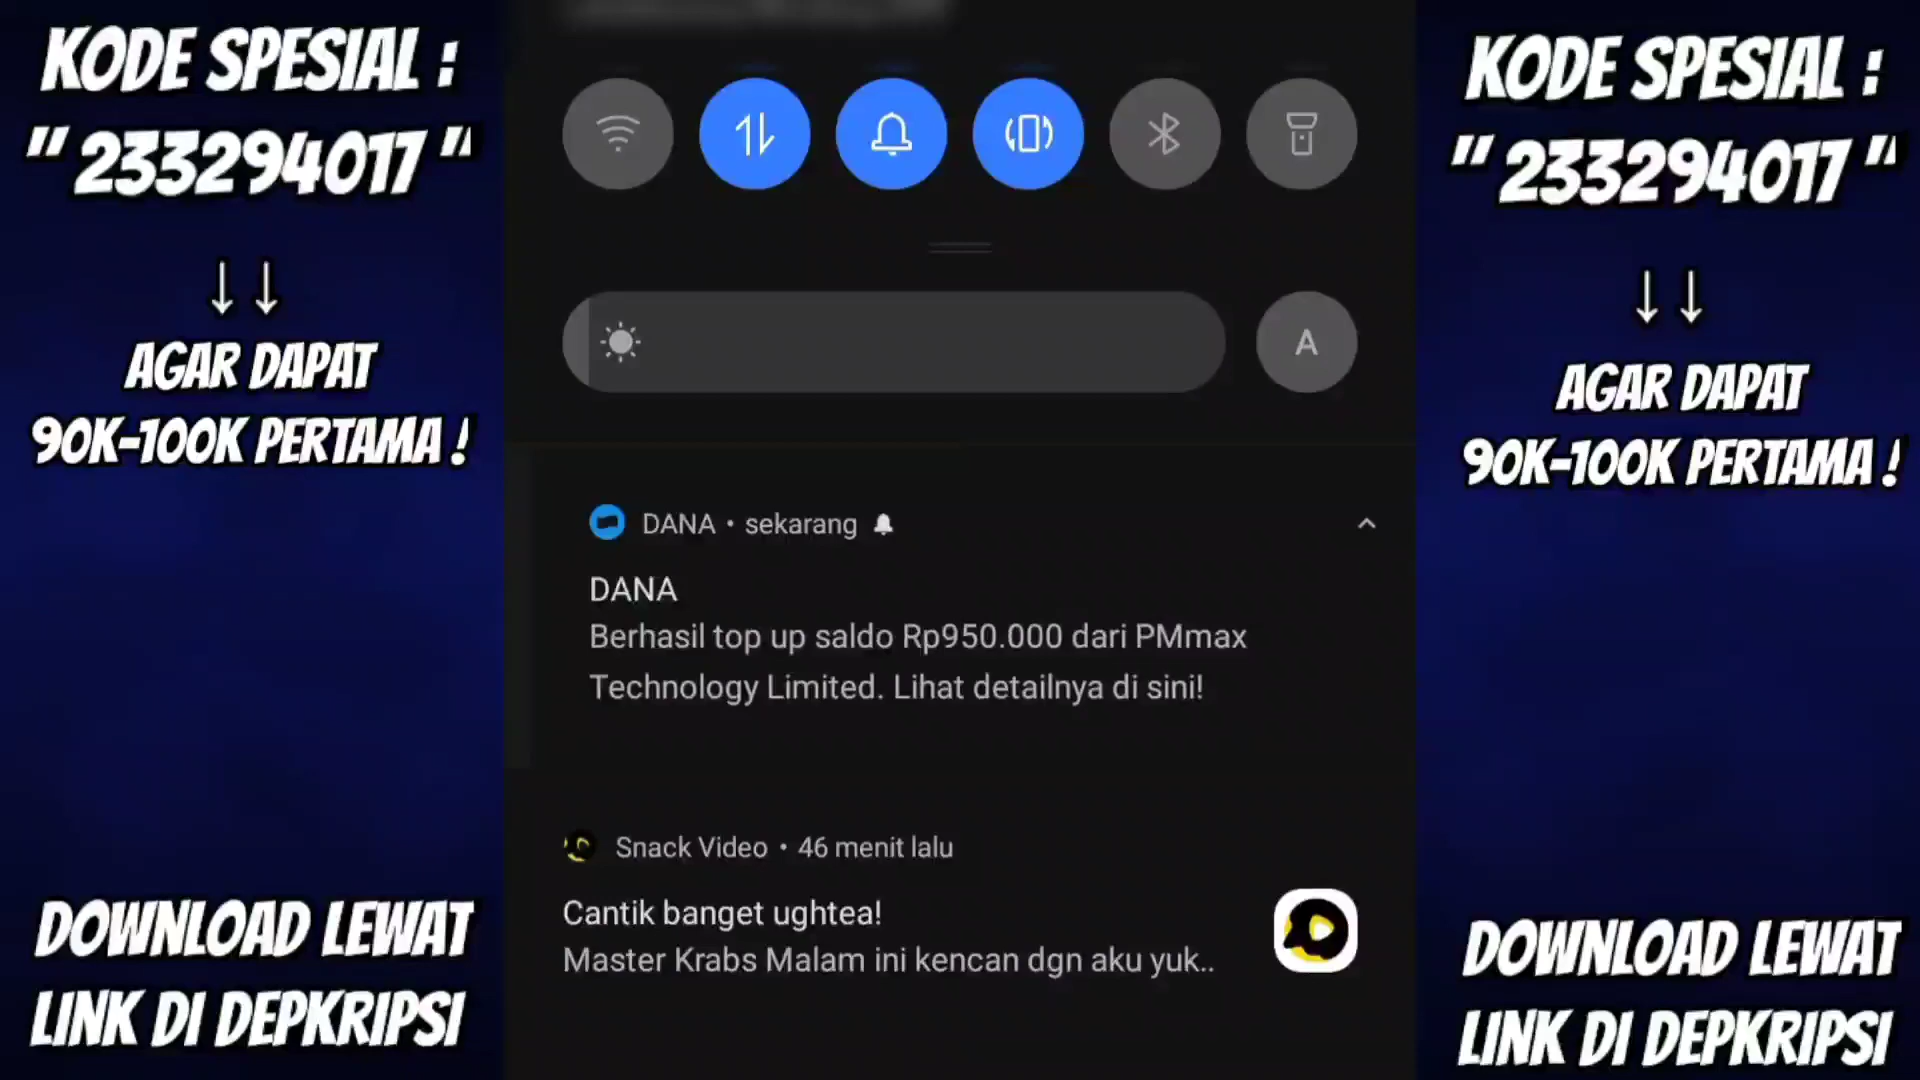 KODE SPESIAL :
" 233294017 "
↓↓
AGAR DAPAT
90K-100K PERTAMA !
DOWNLOAD LEWAT
LINK DI DEPKRIPSI
A
DANA • sekarang
DANA
Berhasil top up saldo Rp950.000 dari PMmax
Technology Limited. Lihat detailnya di sini!
Snack Video • 46 menit lalu
Cantik banget ughtea!
Master Krabs Malam ini kencan dgn aku yuk..
KODE SPESIAL :
" 233294017 "
↓↓
AGAR DAPAT
90K-100K PERTAMA !
DOWNLOAD LEWAT
LINK DI DEPKRIPSI